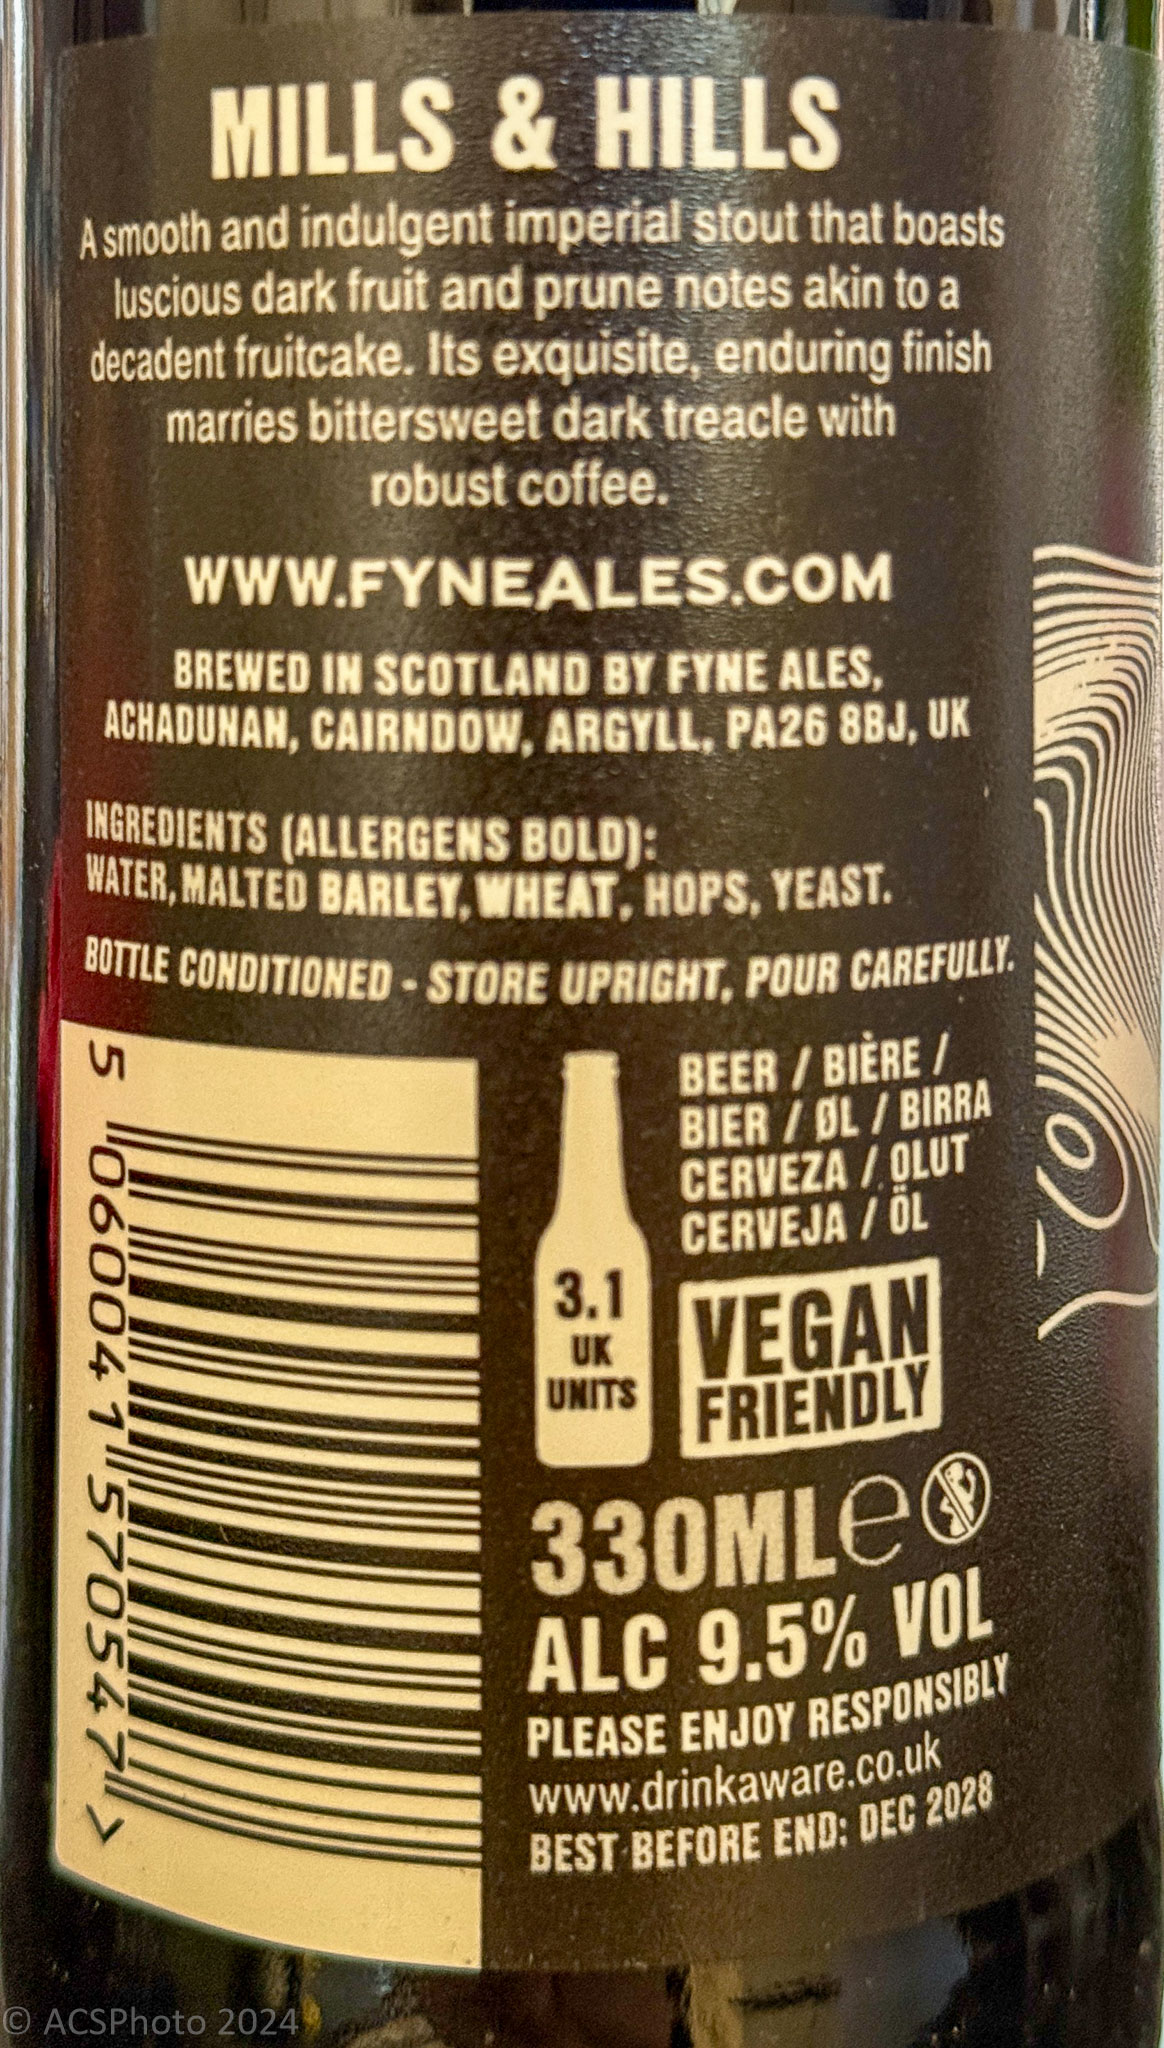 MILLS & HILLS
A smooth and indulgent imperial stout that boasts
luscious dark fruit and prune notes akin to a
decadent fruitcake. Its exquisite, enduring finish
marries bittersweet dark treacle with
robust coffee.
WWW.FYNEALES.COM
BREWED IN SCOTLAND BY FYNE ALES,
ACHADUNAN, CAIRNDOW, ARGYLL, PA26 8BJ, UK
INGREDIENTS (ALLERGENS BOLD):
WATER, MALTED BARLEY, WHEAT, HOPS, YEAST.
BOTTLE CONDITIONED - STORE UPRIGHT, POUR CAREFULLY.
5 060041 570547 >
3.1
UK
UNITS
BEER / BIÈRE /
BIER / ØL / BIRRA
CERVEZA / OLUT
CERVEJA / ÖL
VEGAN
FRIENDLY
330ML e
ALC 9.5% VOL
PLEASE ENJOY RESPONSIBLY
www.drinkaware.co.uk
BEST BEFORE END: DEC 2028
© ACSPhoto 2024